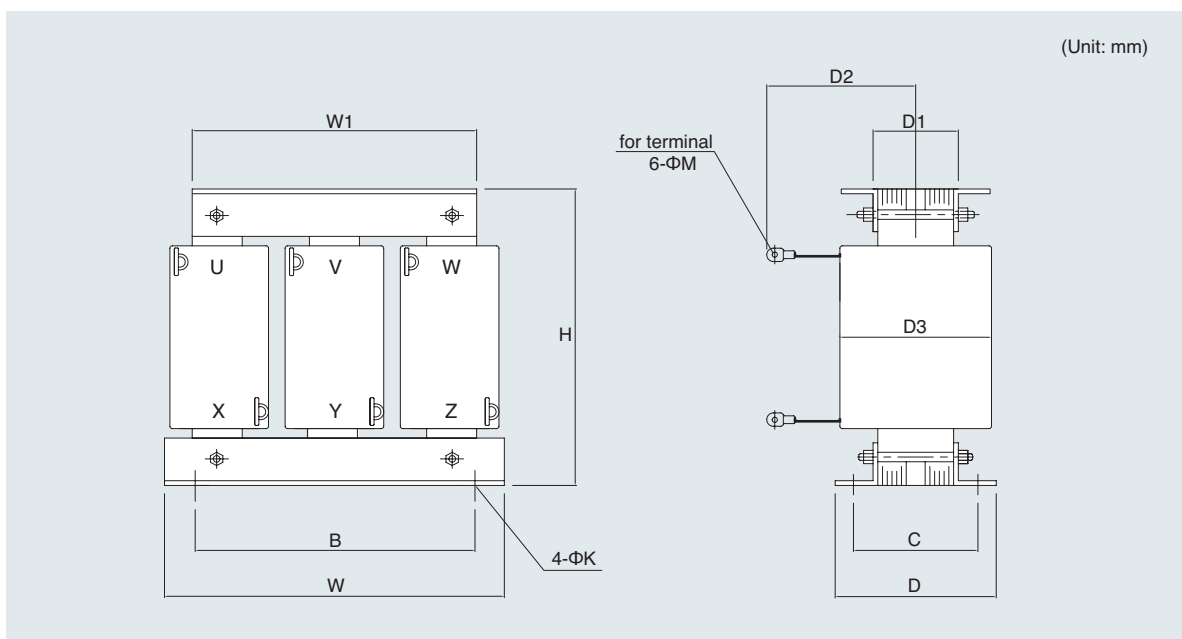 (Unit: mm)
D2
W1
D1
for terminal
6-ΦM
U V W
H
D3
X Y Z
B
C
4-ΦK
W
D